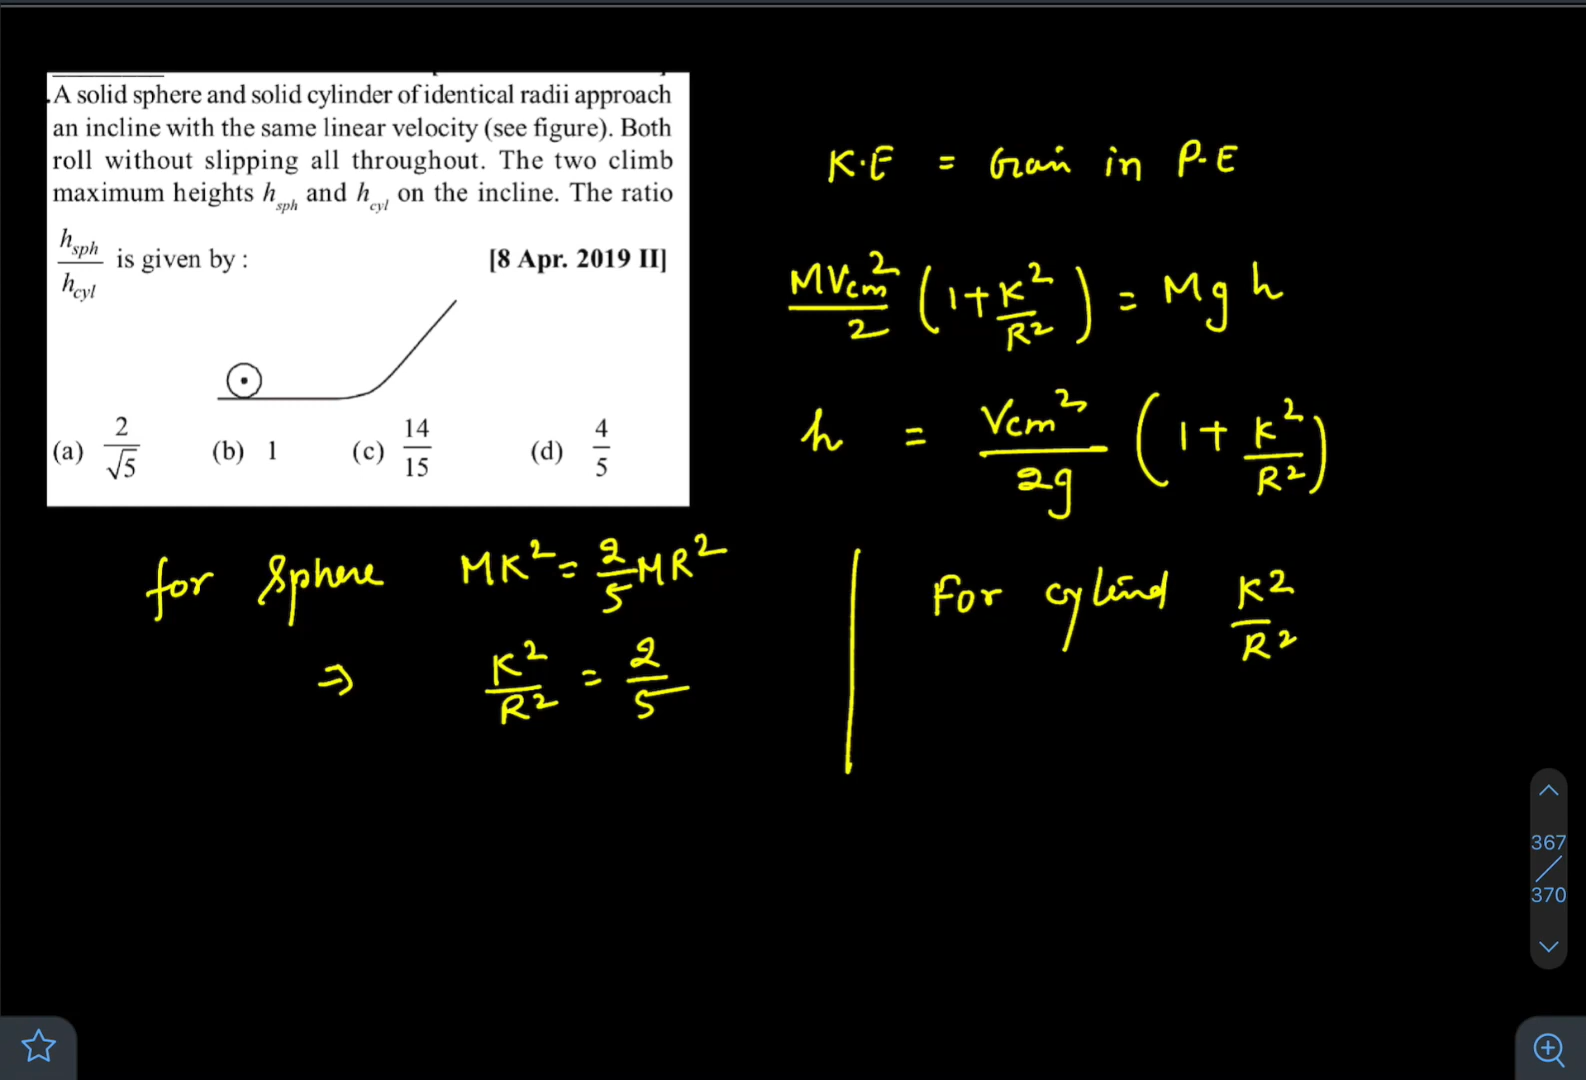 .A solid sphere and solid cylinder of identical radii approach
an incline with the same linear velocity (see figure). Both
roll without slipping all throughout. The two climb
maximum heights h_sph and h_cyl on the incline. The ratio
h_sph/h_cyl is given by : [8 Apr. 2019 II]
(a) 2/√5 (b) 1 (c) 14/15 (d) 4/5
K.E = Gain in P.E
MVcm²/2 (1+K²/R²) = Mgh
h = Vcm²/2g (1+K²/R²)
for Sphere MK² = 2/5 MR²
⇒ K²/R² = 2/5
For cylind K²/R²
367
/
370